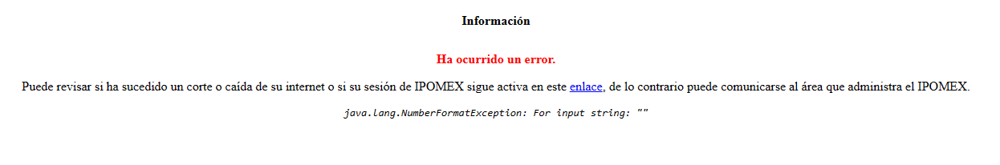 Información
Ha ocurrido un error.
Puede revisar si ha sucedido un corte o caída de su internet o si su sesión de IPOMEX sigue activa en este enlace, de lo contrario puede comunicarse al área que administra el IPOMEX.
java.lang.NumberFormatException: For input string: ""